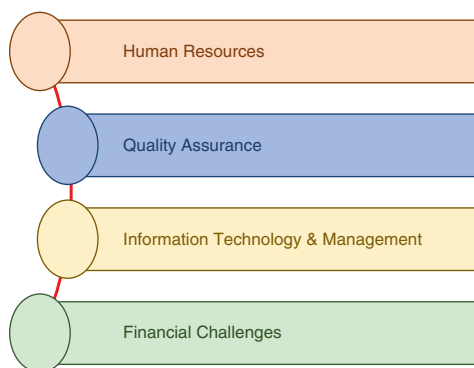 Human Resources
Quality Assurance
Information Technology & Management
Financial Challenges